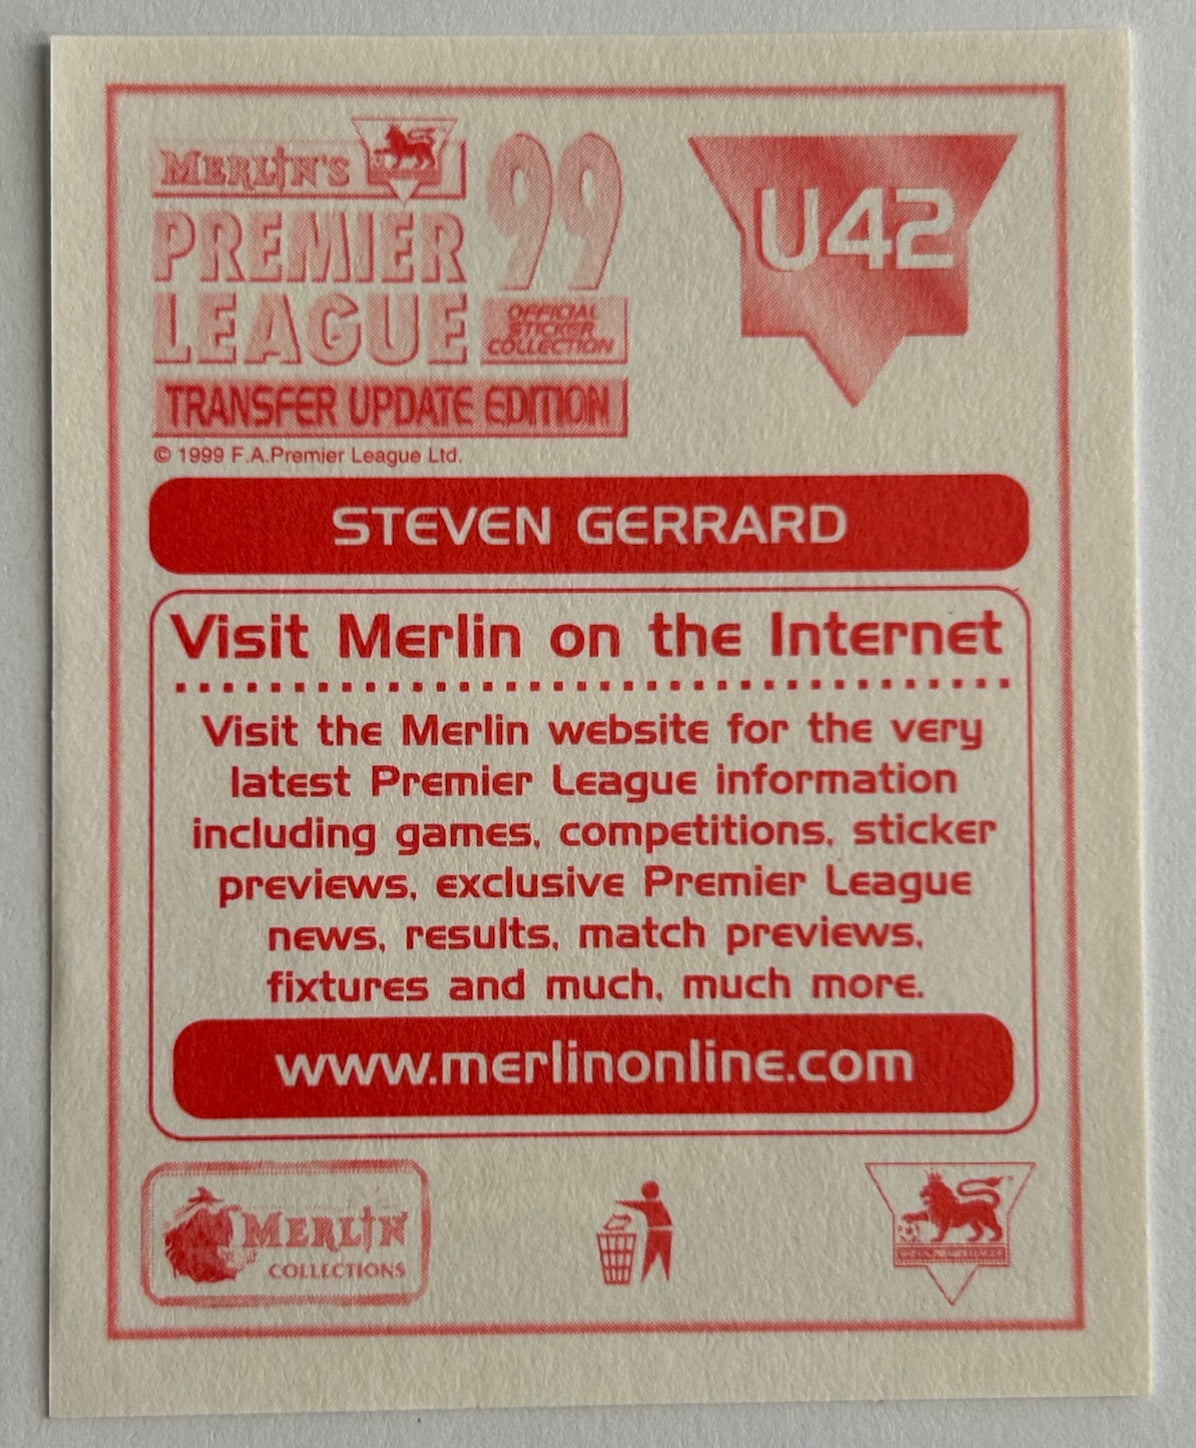 MERLIN'S
PREMIER
LEAGUE
99
OFFICIAL
STICKER
COLLECTION
TRANSFER UPDATE EDITION
© 1999 F.A.Premier League Ltd.
U42
STEVEN GERRARD
Visit Merlin on the Internet
Visit the Merlin website for the very
latest Premier League information
including games, competitions, sticker
previews, exclusive Premier League
news, results, match previews,
fixtures and much, much more.
www.merlinonline.com
MERLIN
COLLECTIONS